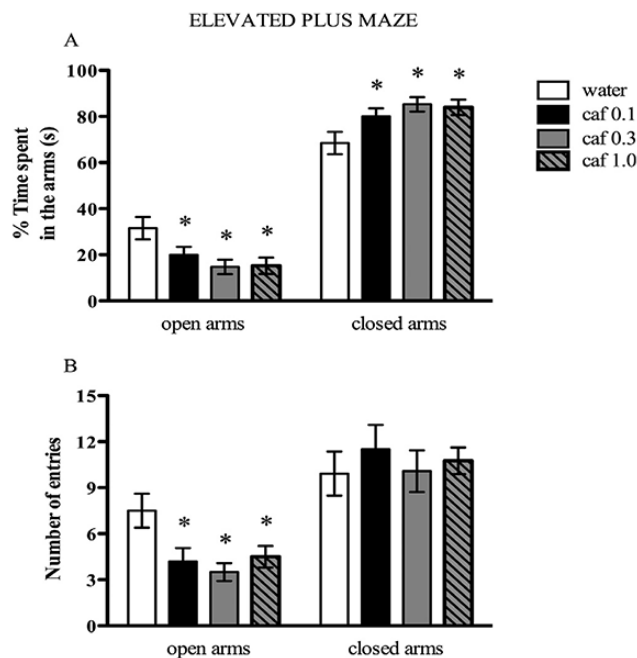 ELEVATED PLUS MAZE
A
% Time spent
in the arms (s)
100
80
60
40
20
0
* * * * * *
open arms closed arms
water
caf 0.1
caf 0.3
caf 1.0
B
Number of entries
15
12
9
6
3
0
* * *
open arms closed arms